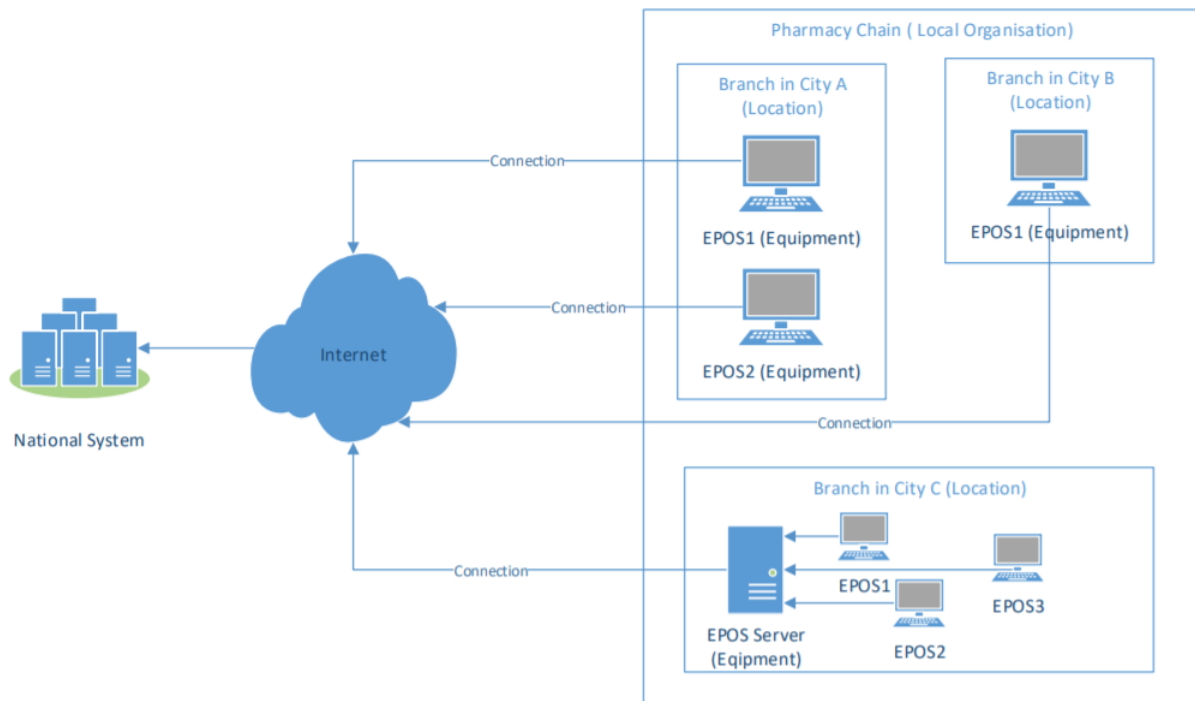 Pharmacy Chain ( Local Organisation)
Branch in City A
(Location)
Branch in City B
(Location)
Connection
EPOS1 (Equipment)
EPOS1 (Equipment)
Connection
Internet
EPOS2 (Equipment)
Connection
National System
Branch in City C (Location)
Connection
EPOS1
EPOS3
EPOS Server
(Eqipment)
EPOS2